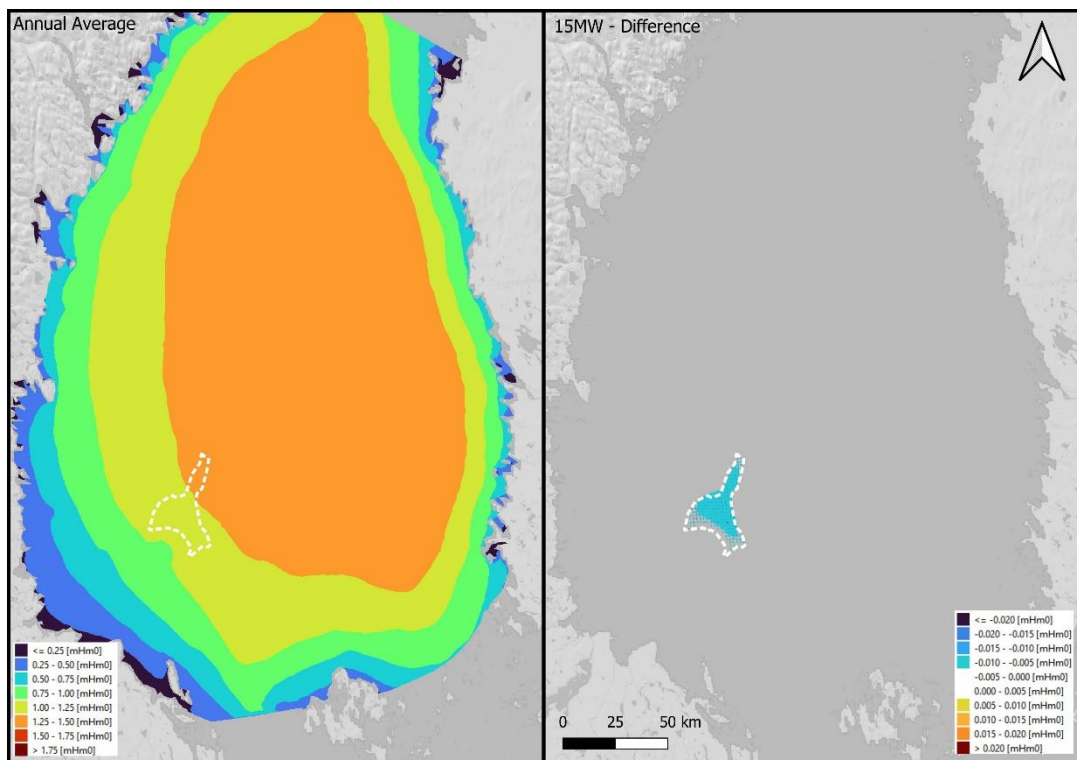 Annual Average
<= 0.25 [mHm0]
0.25 - 0.50 [mHm0]
0.50 - 0.75 [mHm0]
0.75 - 1.00 [mHm0]
1.00 - 1.25 [mHm0]
1.25 - 1.50 [mHm0]
1.50 - 1.75 [mHm0]
> 1.75 [mHm0]
15MW - Difference
0 25 50 km
<= -0.020 [mHm0]
-0.020 - -0.015 [mHm0]
-0.015 - -0.010 [mHm0]
-0.010 - -0.005 [mHm0]
-0.005 - 0.000 [mHm0]
0.000 - 0.005 [mHm0]
0.005 - 0.010 [mHm0]
0.010 - 0.015 [mHm0]
0.015 - 0.020 [mHm0]
> 0.020 [mHm0]